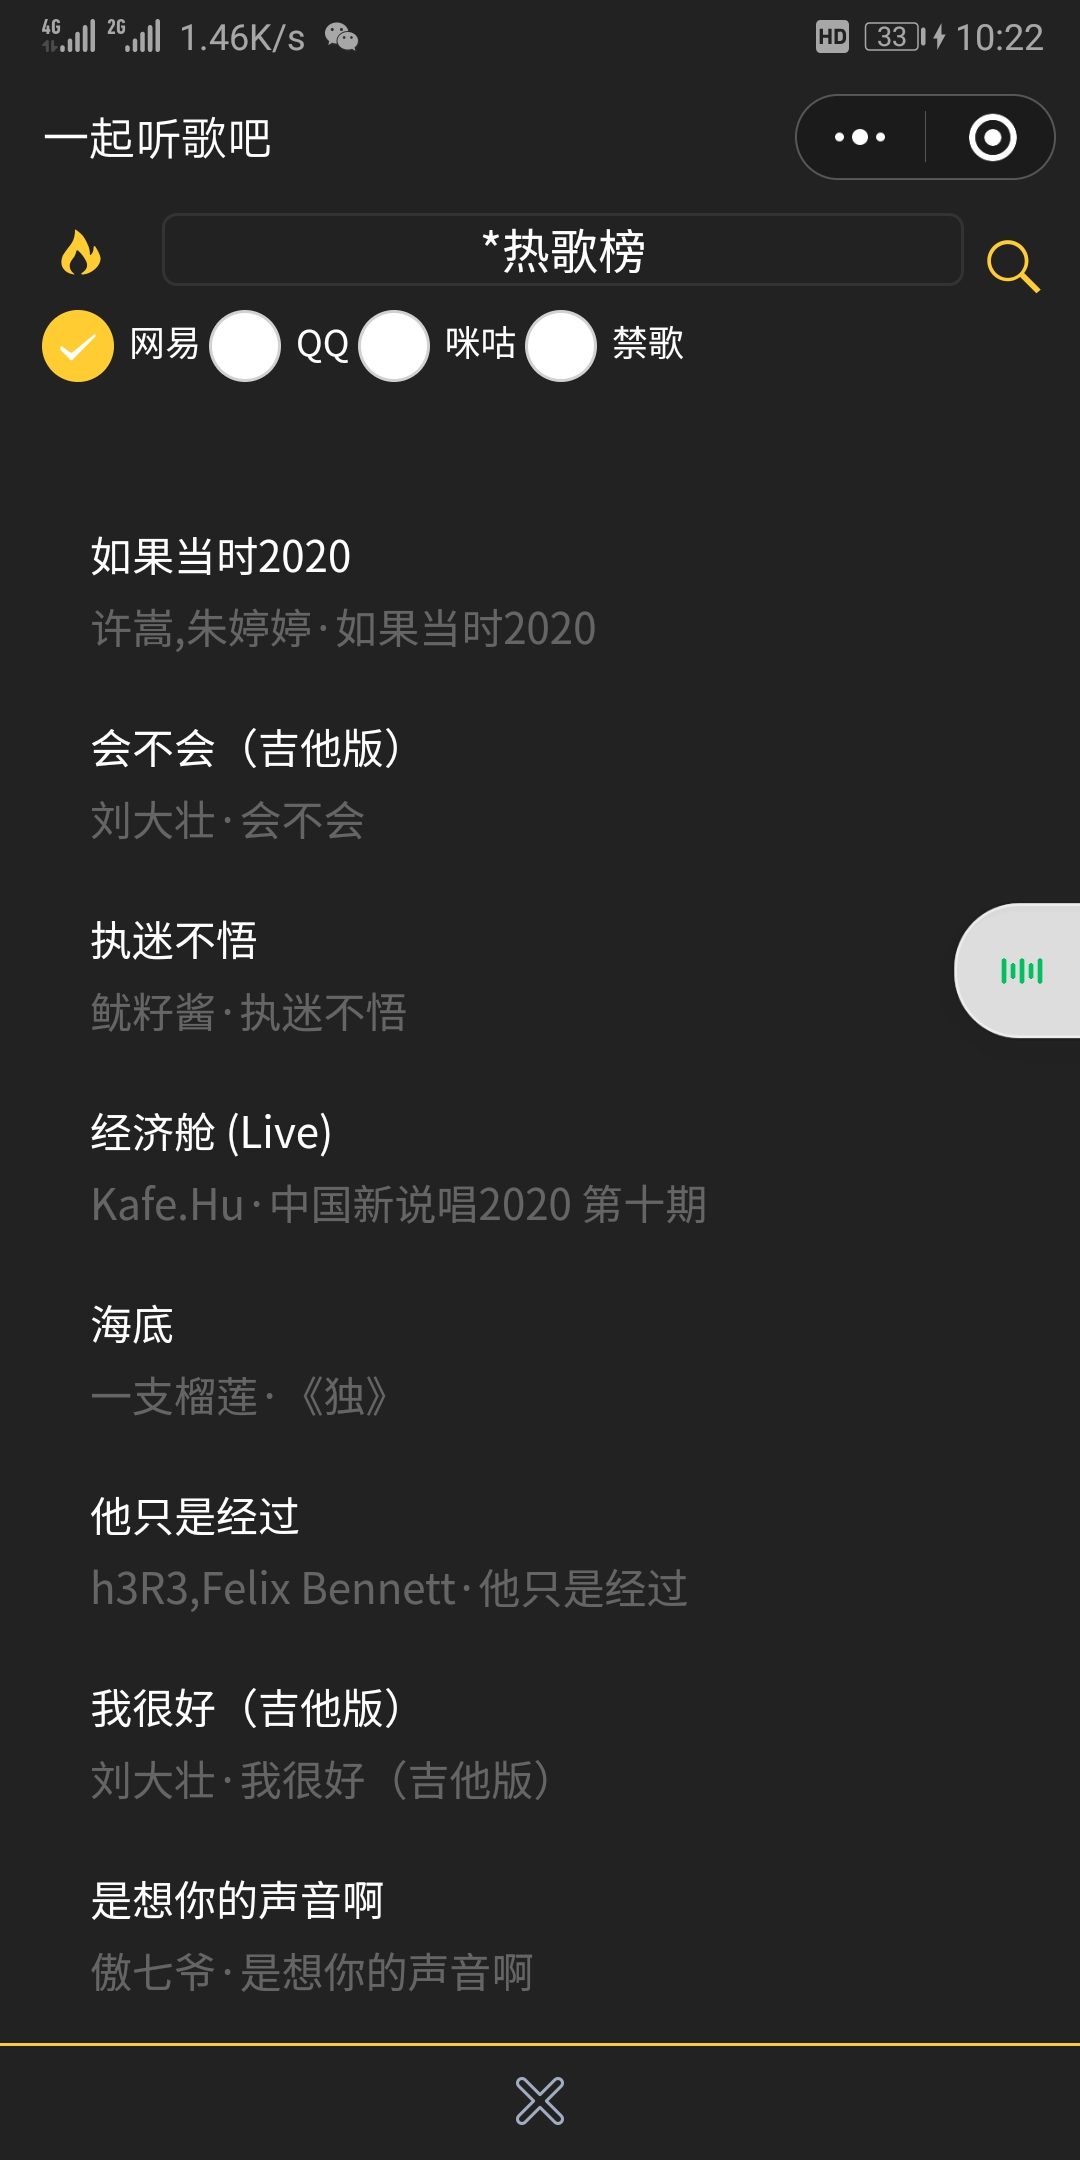 4G 2G 1.46K/s HD 33 10:22
一起听歌吧
*热歌榜
网易 QQ 咪咕 禁歌
如果当时2020
许嵩,朱婷婷·如果当时2020
会不会（吉他版）
刘大壮·会不会
执迷不悟
鱿籽酱·执迷不悟
经济舱 (Live)
Kafe.Hu·中国新说唱2020 第十期
海底
一支榴莲·《独》
他只是经过
h3R3,Felix Bennett·他只是经过
我很好（吉他版）
刘大壮·我很好（吉他版）
是想你的声音啊
傲七爷·是想你的声音啊